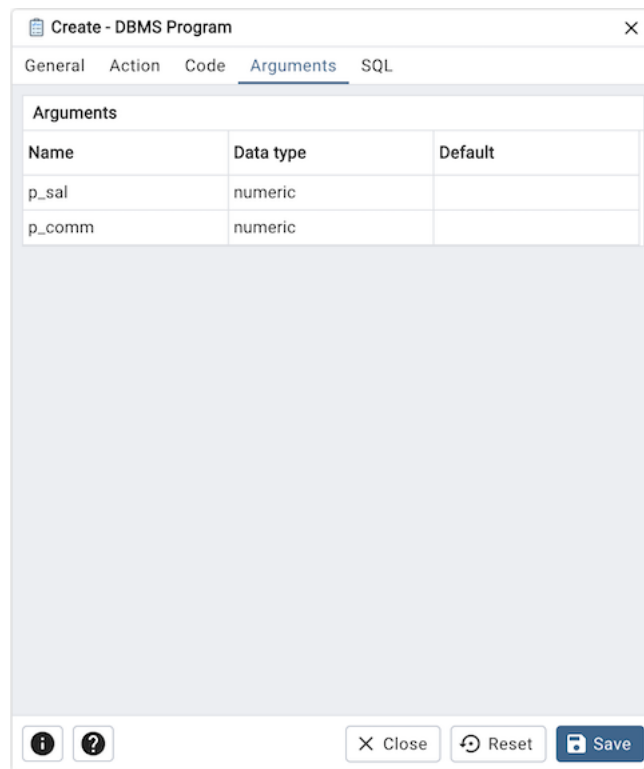 Create - DBMS Program
General Action Code Arguments SQL
Arguments
Name Data type Default
p_sal numeric
p_comm numeric
Close Reset Save